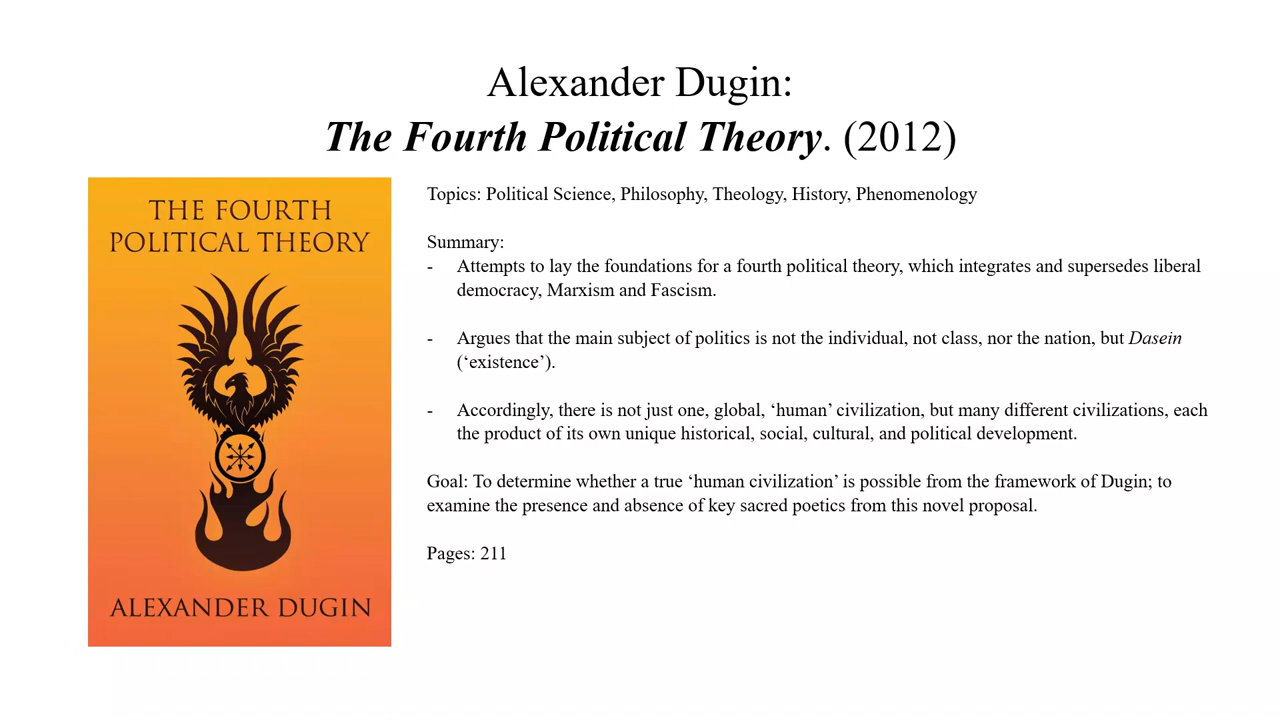 Alexander Dugin:
The Fourth Political Theory. (2012)
THE FOURTH
POLITICAL THEORY
ALEXANDER DUGIN
Topics: Political Science, Philosophy, Theology, History, Phenomenology
Summary:
- Attempts to lay the foundations for a fourth political theory, which integrates and supersedes liberal
democracy, Marxism and Fascism.
- Argues that the main subject of politics is not the individual, not class, nor the nation, but Dasein
(‘existence’).
- Accordingly, there is not just one, global, ‘human’ civilization, but many different civilizations, each
the product of its own unique historical, social, cultural, and political development.
Goal: To determine whether a true ‘human civilization’ is possible from the framework of Dugin; to
examine the presence and absence of key sacred poetics from this novel proposal.
Pages: 211